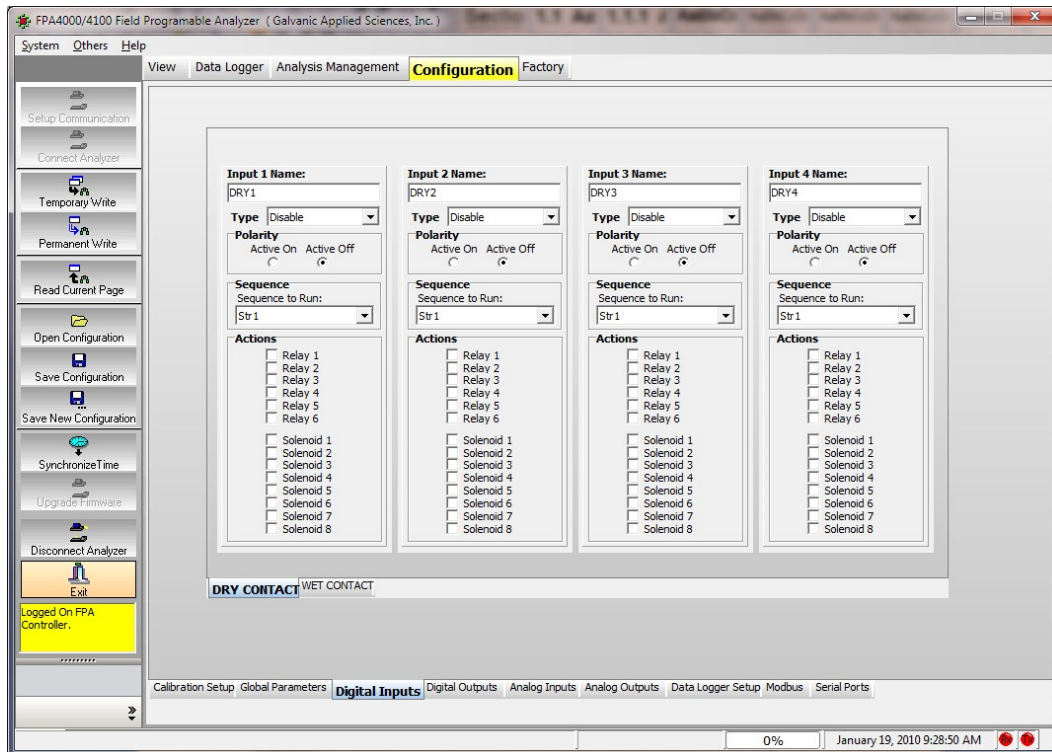 FPA4000/4100 Field Programable Analyzer ( Galvanic Applied Sciences, Inc. )
System Others Help
View Data Logger Analysis Management Configuration Factory
Setup Communication
Connect Analyzer
Temporary Write
Permanent Write
Read Current Page
Open Configuration
Save Configuration
Save New Configuration
SynchronizeTime
Upgrade Firmware
Disconnect Analyzer
Exit
Logged On FPA
Controller.
Input 1 Name:
DRY1
Type Disable
Polarity
Active On Active Off
Sequence
Sequence to Run:
Str1
Actions
Relay 1
Relay 2
Relay 3
Relay 4
Relay 5
Relay 6
Solenoid 1
Solenoid 2
Solenoid 3
Solenoid 4
Solenoid 5
Solenoid 6
Solenoid 7
Solenoid 8
Input 2 Name:
DRY2
Type Disable
Polarity
Active On Active Off
Sequence
Sequence to Run:
Str1
Actions
Relay 1
Relay 2
Relay 3
Relay 4
Relay 5
Relay 6
Solenoid 1
Solenoid 2
Solenoid 3
Solenoid 4
Solenoid 5
Solenoid 6
Solenoid 7
Solenoid 8
Input 3 Name:
DRY3
Type Disable
Polarity
Active On Active Off
Sequence
Sequence to Run:
Str1
Actions
Relay 1
Relay 2
Relay 3
Relay 4
Relay 5
Relay 6
Solenoid 1
Solenoid 2
Solenoid 3
Solenoid 4
Solenoid 5
Solenoid 6
Solenoid 7
Solenoid 8
Input 4 Name:
DRY4
Type Disable
Polarity
Active On Active Off
Sequence
Sequence to Run:
Str1
Actions
Relay 1
Relay 2
Relay 3
Relay 4
Relay 5
Relay 6
Solenoid 1
Solenoid 2
Solenoid 3
Solenoid 4
Solenoid 5
Solenoid 6
Solenoid 7
Solenoid 8
DRY CONTACT WET CONTACT
Calibration Setup Global Parameters Digital Inputs Digital Outputs Analog Inputs Analog Outputs Data Logger Setup Modbus Serial Ports
0% January 19, 2010 9:28:50 AM Rx Tx